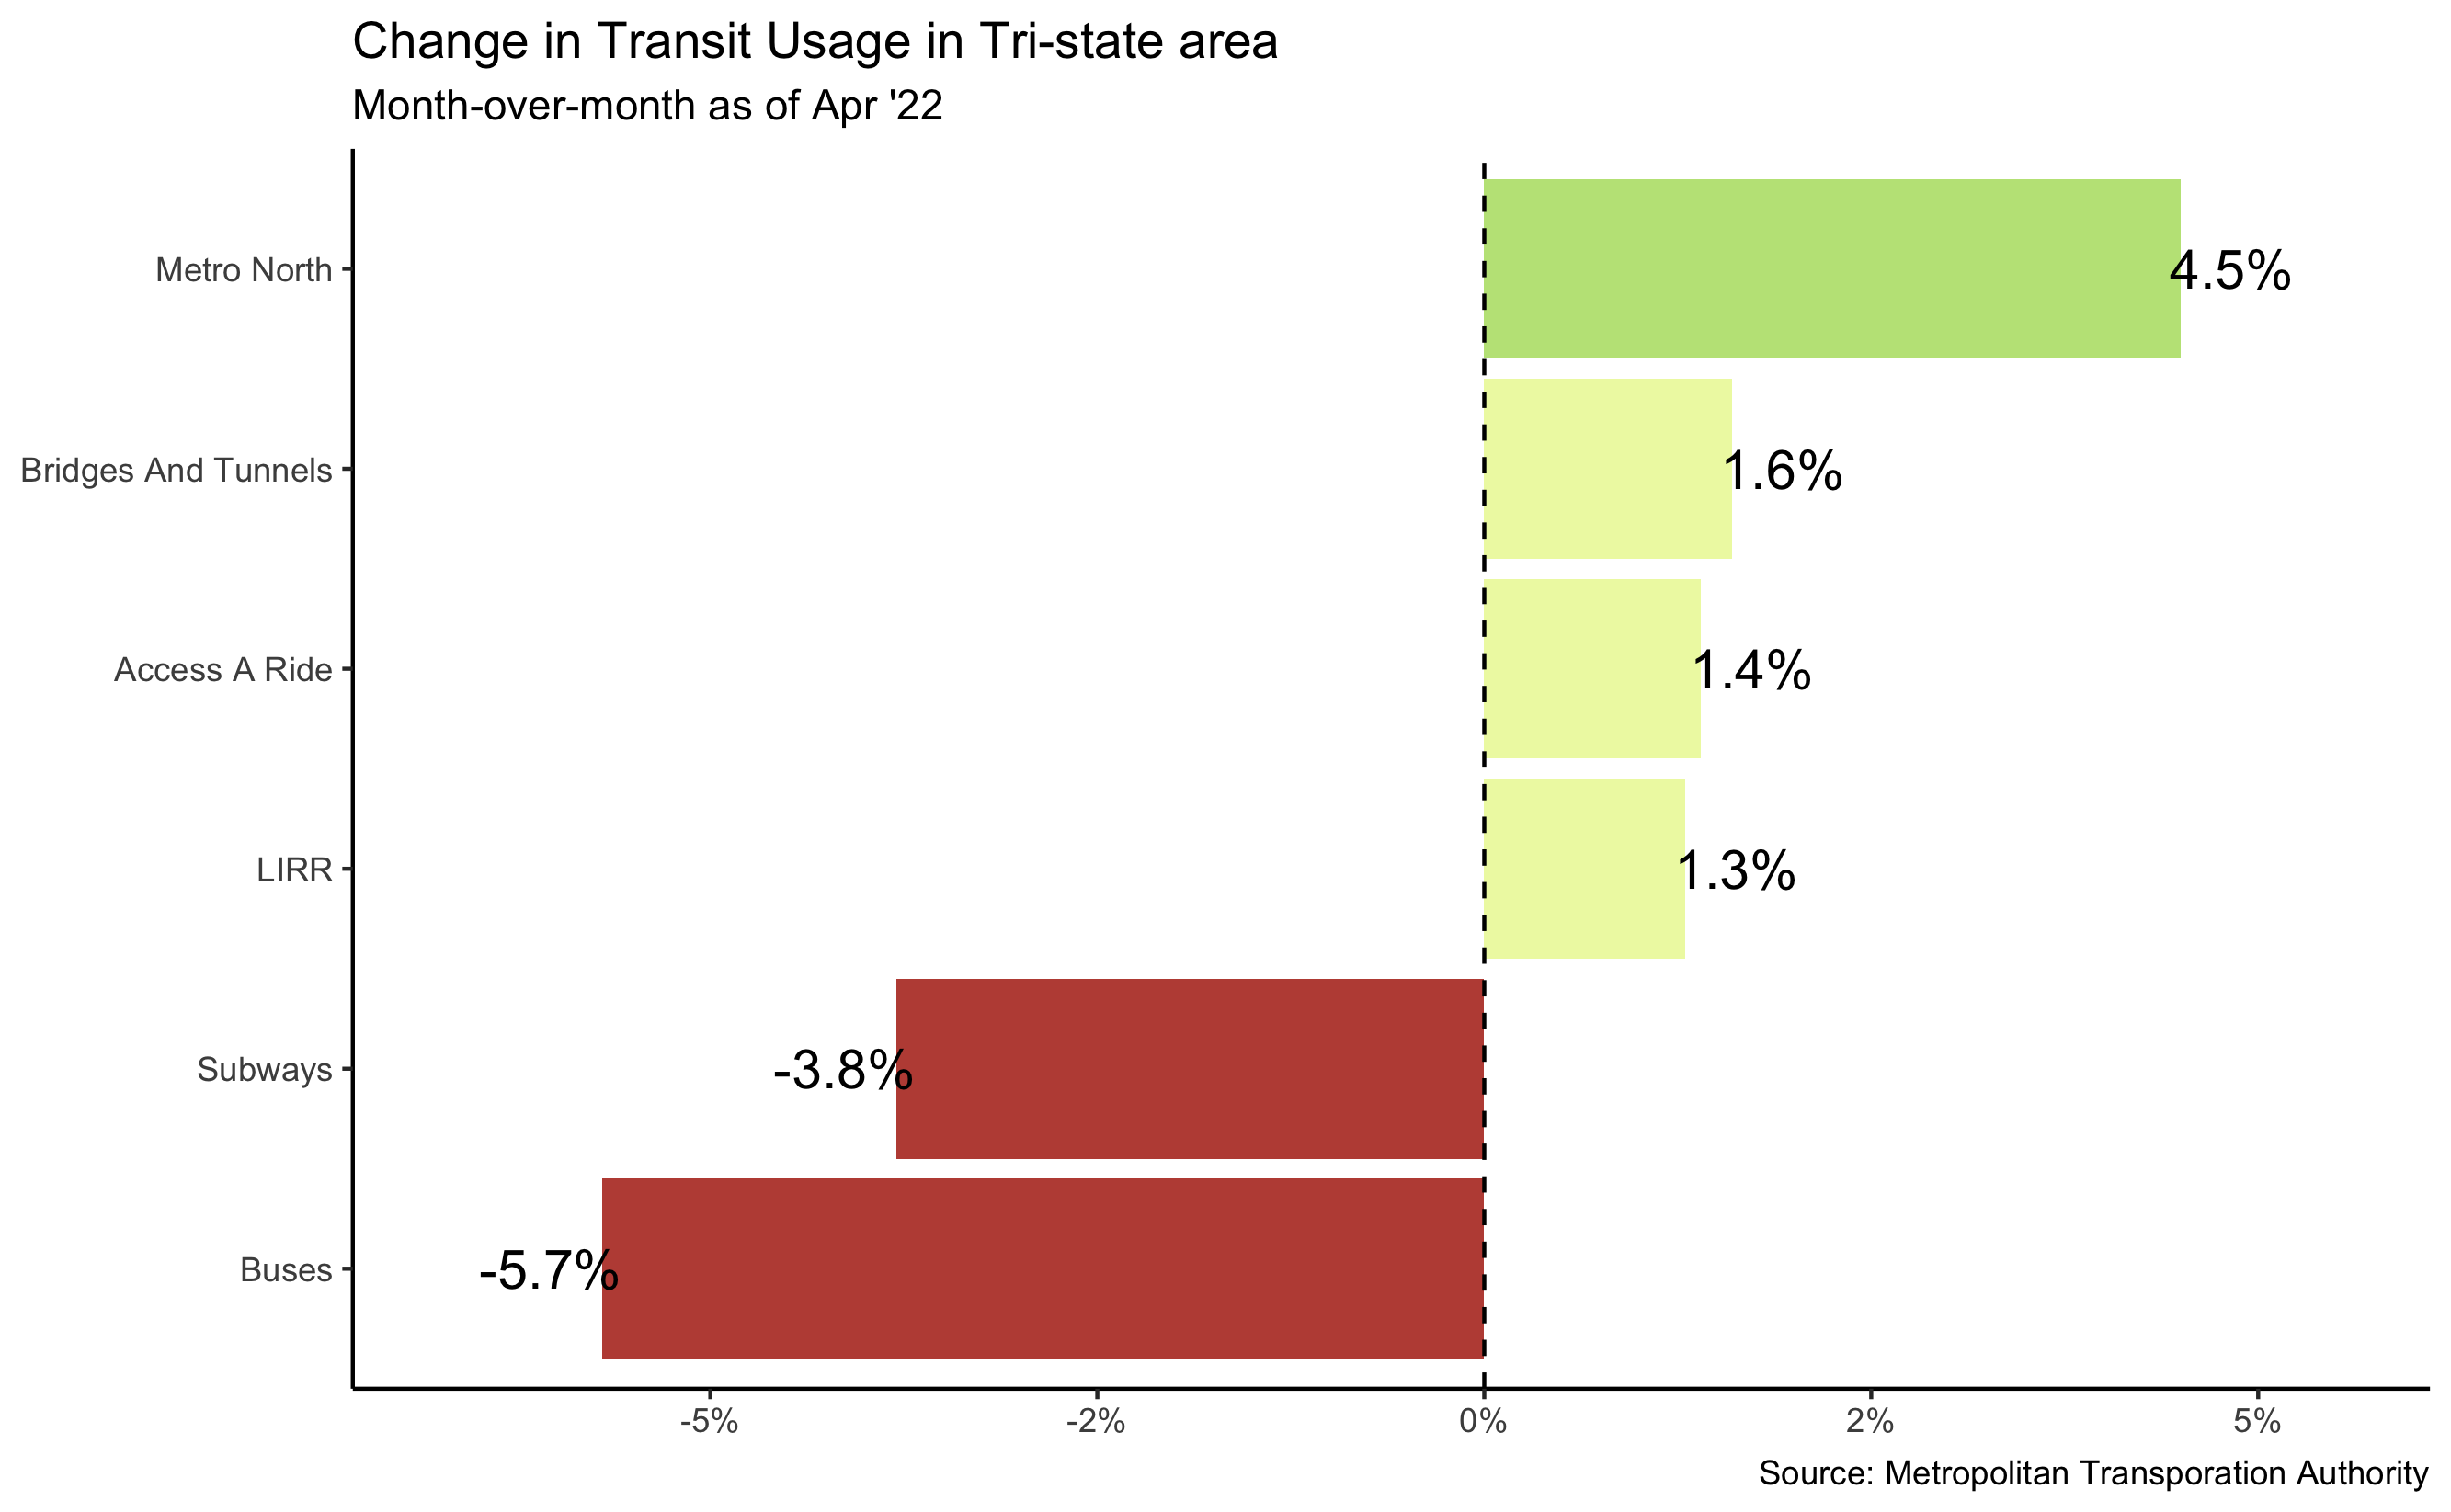 Change in Transit Usage in Tri-state area
Month-over-month as of Apr '22
Metro North
4.5%
Bridges And Tunnels
1.6%
Access A Ride
1.4%
LIRR
1.3%
Subways
-3.8%
Buses
-5.7%
-5%
-2%
0%
2%
5%
Source: Metropolitan Transporation Authority